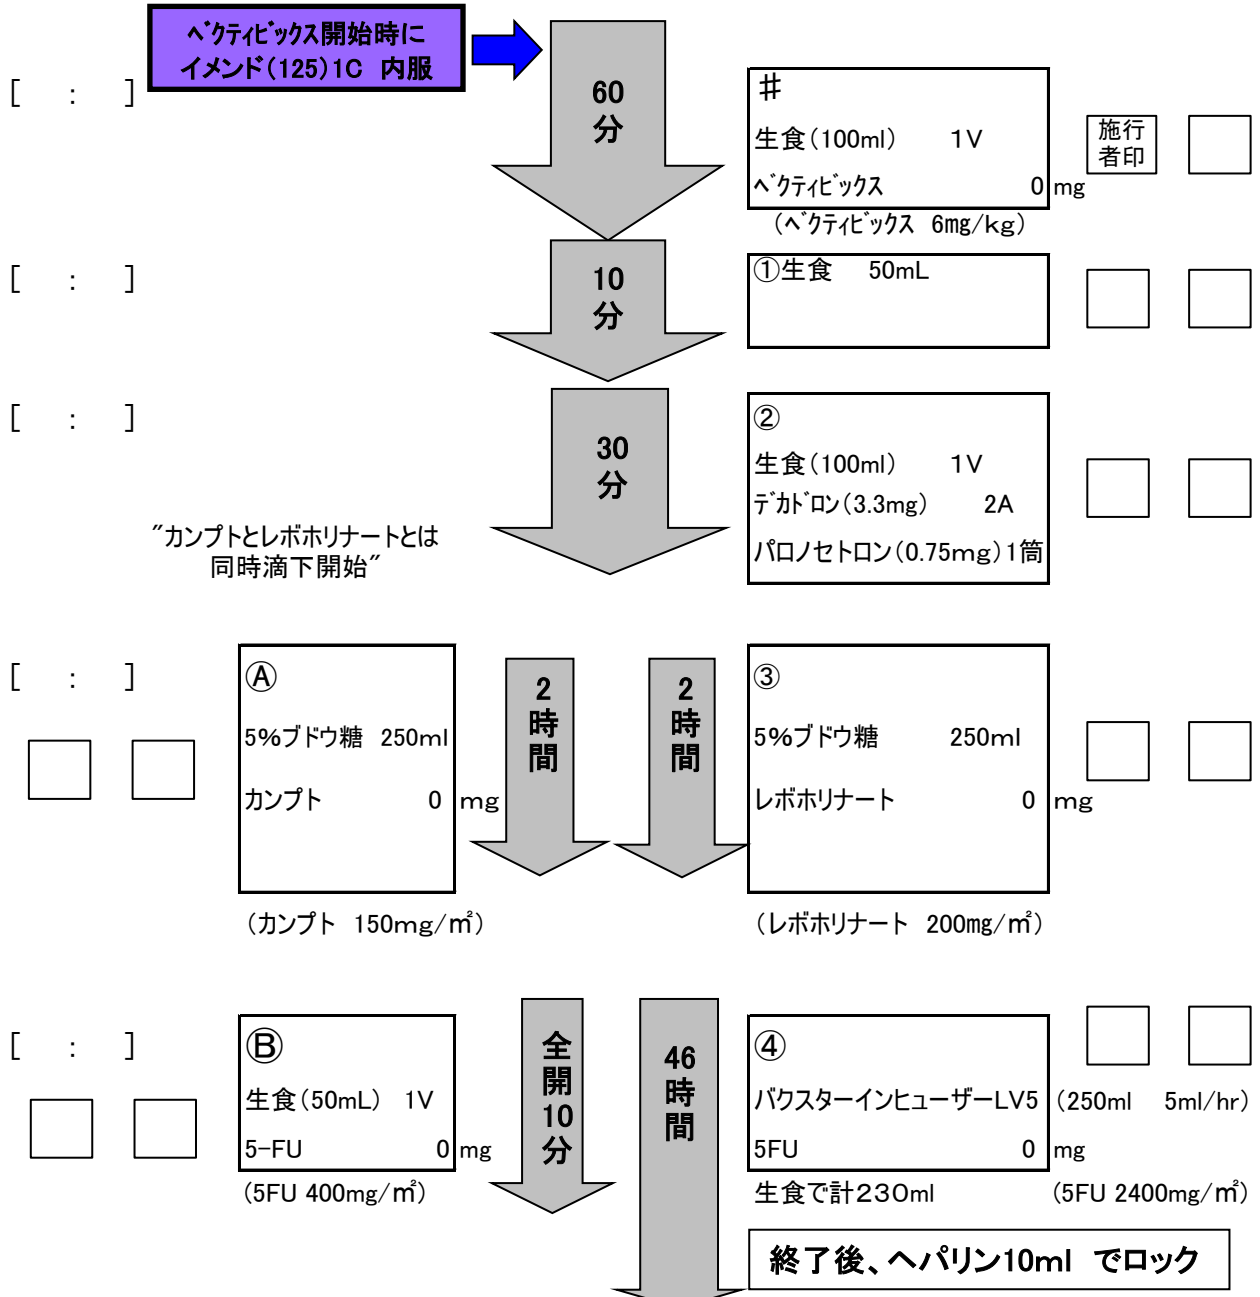 ベクティビックス開始時に
イメンド(125)1C 内服
[ : ]
60
分
♯
生食(100ml) 1V
ベクティビックス 0 mg
(ベクティビックス 6mg/kg)
施行
者印
[ : ]
10
分
①生食 50mL
[ : ]
30
分
②
生食(100ml) 1V
デカドロン(3.3mg) 2A
パロノセトロン(0.75mg)1筒
"カンプトとレボホリナートとは
同時滴下開始"
[ : ]
Ⓐ
5%ブドウ糖 250ml
カンプト 0 mg
(カンプト 150mg/㎡)
2
時
間
2
時
間
③
5%ブドウ糖 250ml
レボホリナート 0 mg
(レボホリナート 200mg/㎡)
[ : ]
Ⓑ
生食(50mL) 1V
5-FU 0 mg
(5FU 400mg/㎡)
全
開
10
分
46
時
間
④
バクスターインヒューザーLV5 (250ml 5ml/hr)
5FU 0 mg
生食で計230ml (5FU 2400mg/㎡)
終了後、ヘパリン10ml でロック